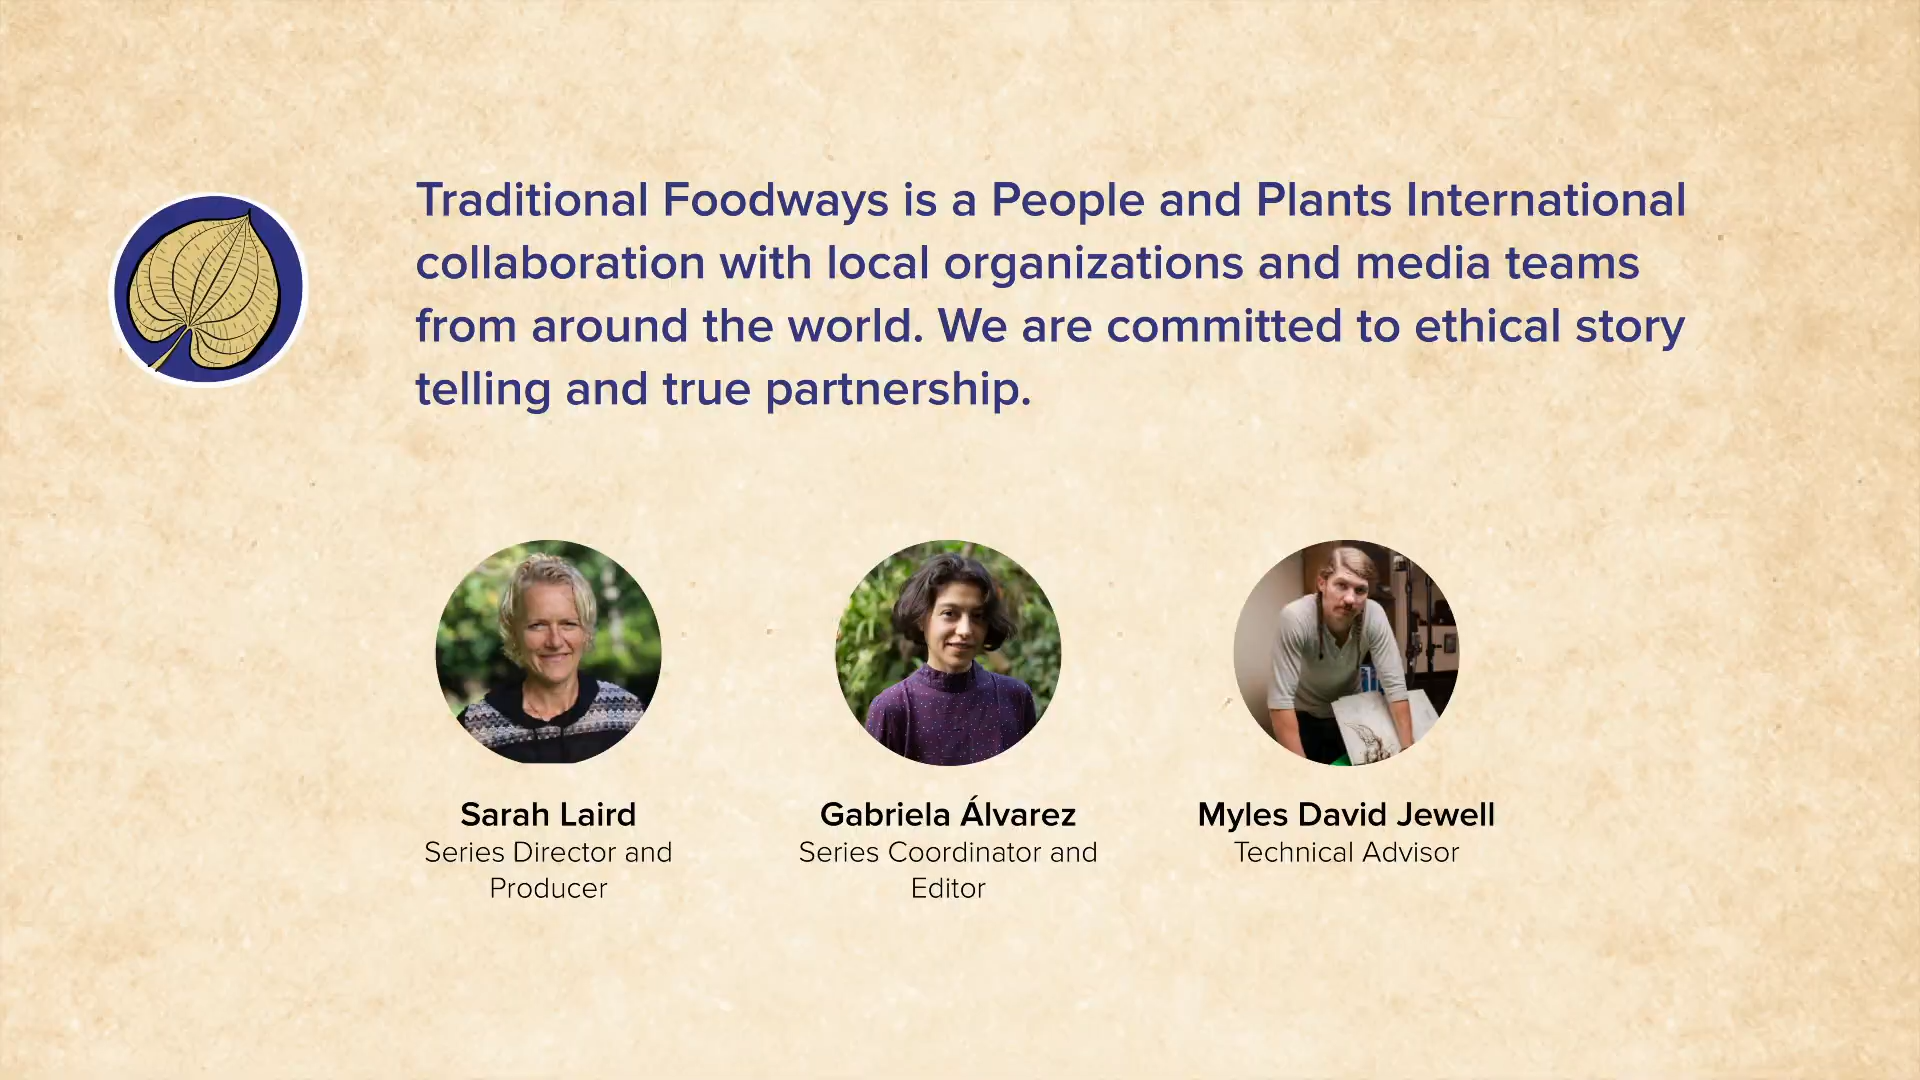 Traditional Foodways is a People and Plants International
collaboration with local organizations and media teams
from around the world. We are committed to ethical story
telling and true partnership.
Sarah Laird
Series Director and
Producer
Gabriela Álvarez
Series Coordinator and
Editor
Myles David Jewell
Technical Advisor